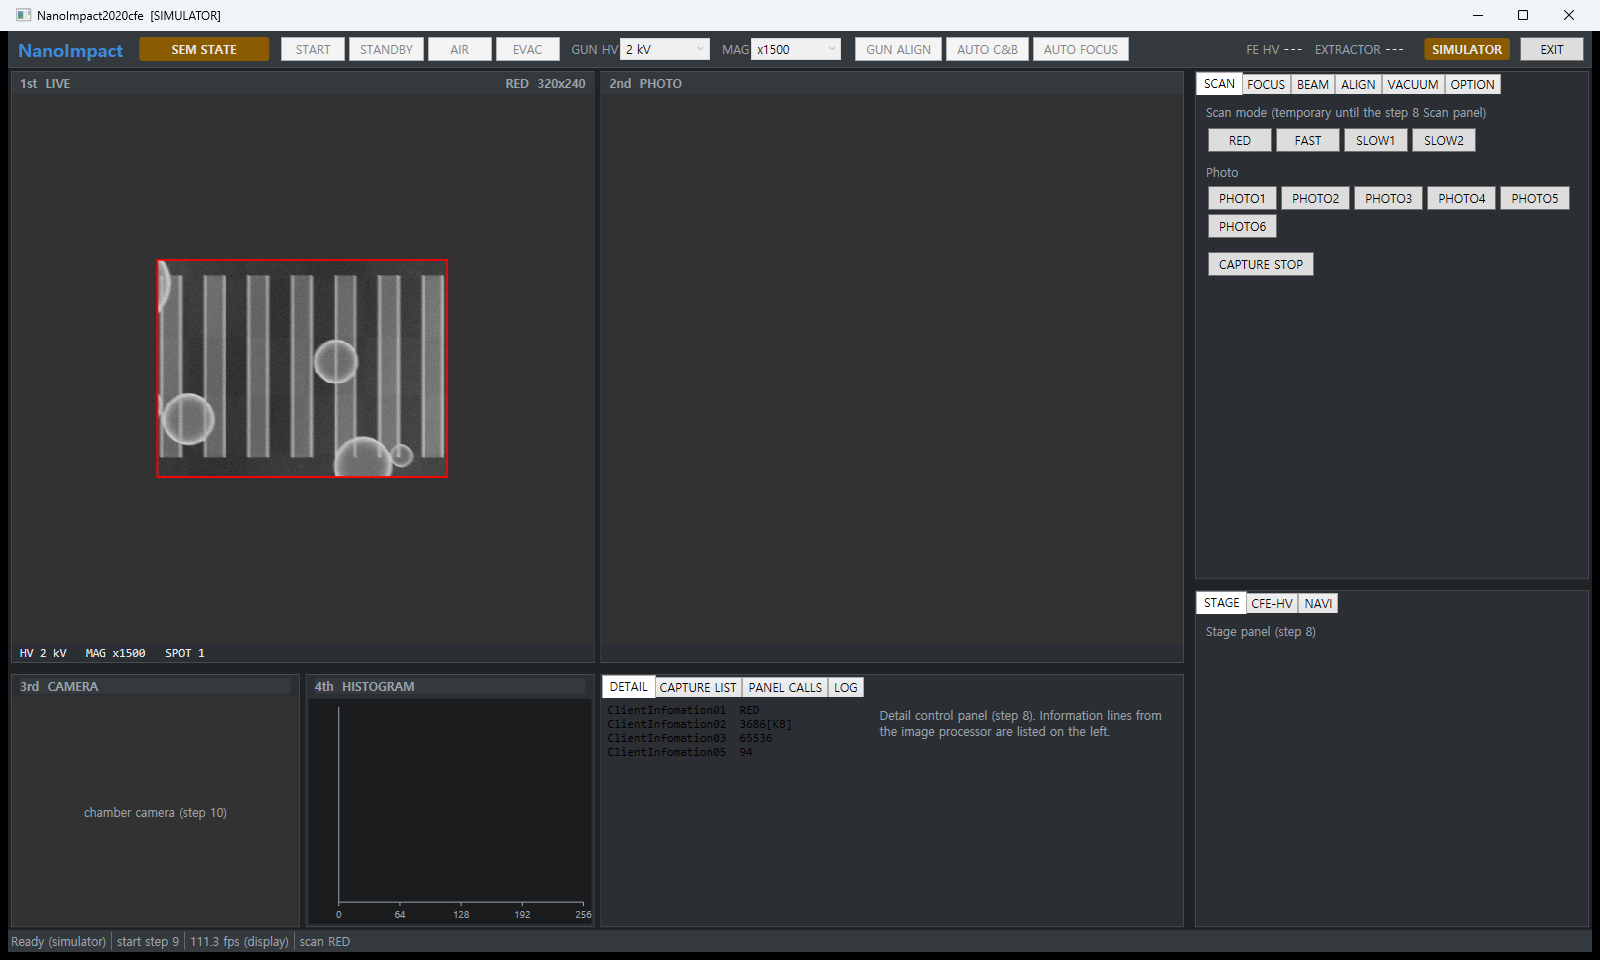 NanoImpact2020cfe [SIMULATOR]
NanoImpact
SEM STATE
START
STANDBY
AIR
EVAC
GUN HV
2 kV
MAG
x1500
GUN ALIGN
AUTO C&B
AUTO FOCUS
FE HV ---
EXTRACTOR ---
SIMULATOR
EXIT
1st LIVE
RED 320x240
2nd PHOTO
SCAN
FOCUS
BEAM
ALIGN
VACUUM
OPTION
Scan mode (temporary until the step 8 Scan panel)
RED
FAST
SLOW1
SLOW2
Photo
PHOTO1
PHOTO2
PHOTO3
PHOTO4
PHOTO5
PHOTO6
CAPTURE STOP
HV 2 kV MAG x1500 SPOT 1
STAGE
CFE-HV
NAVI
Stage panel (step 8)
3rd CAMERA
chamber camera (step 10)
4th HISTOGRAM
0 64 128 192 256
DETAIL
CAPTURE LIST
PANEL CALLS
LOG
ClientInfomation01 RED
ClientInfomation02 3686[KB]
ClientInfomation03 65536
ClientInfomation05 94
Detail control panel (step 8). Information lines from
the image processor are listed on the left.
Ready (simulator)
start step 9
111.3 fps (display)
scan RED